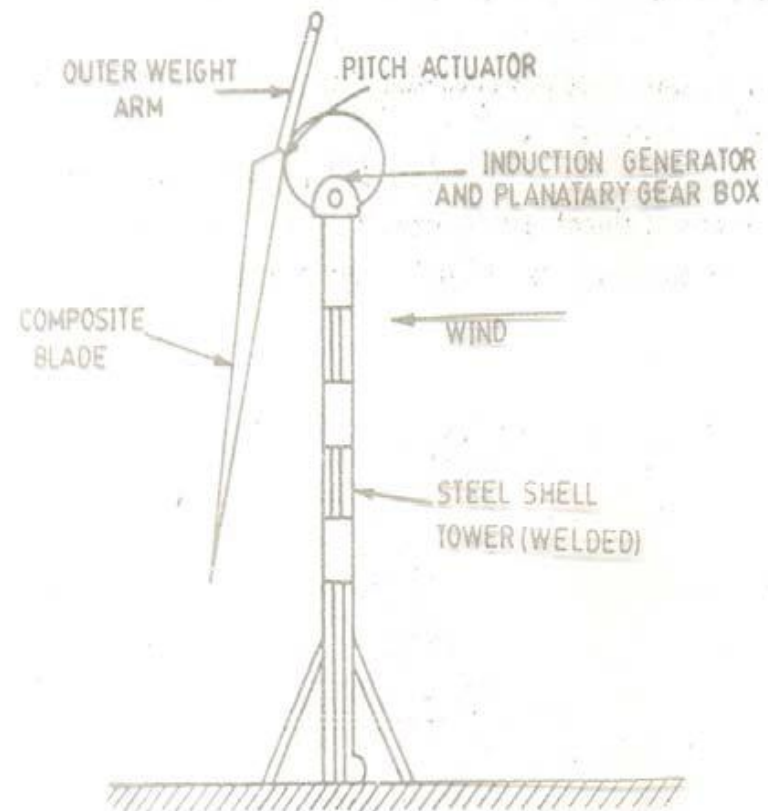 OUTER WEIGHT
ARM
PITCH ACTUATOR
INDUCTION GENERATOR
AND PLANATARY GEAR BOX
COMPOSITE
BLADE
WIND
STEEL SHELL
TOWER (WELDED)